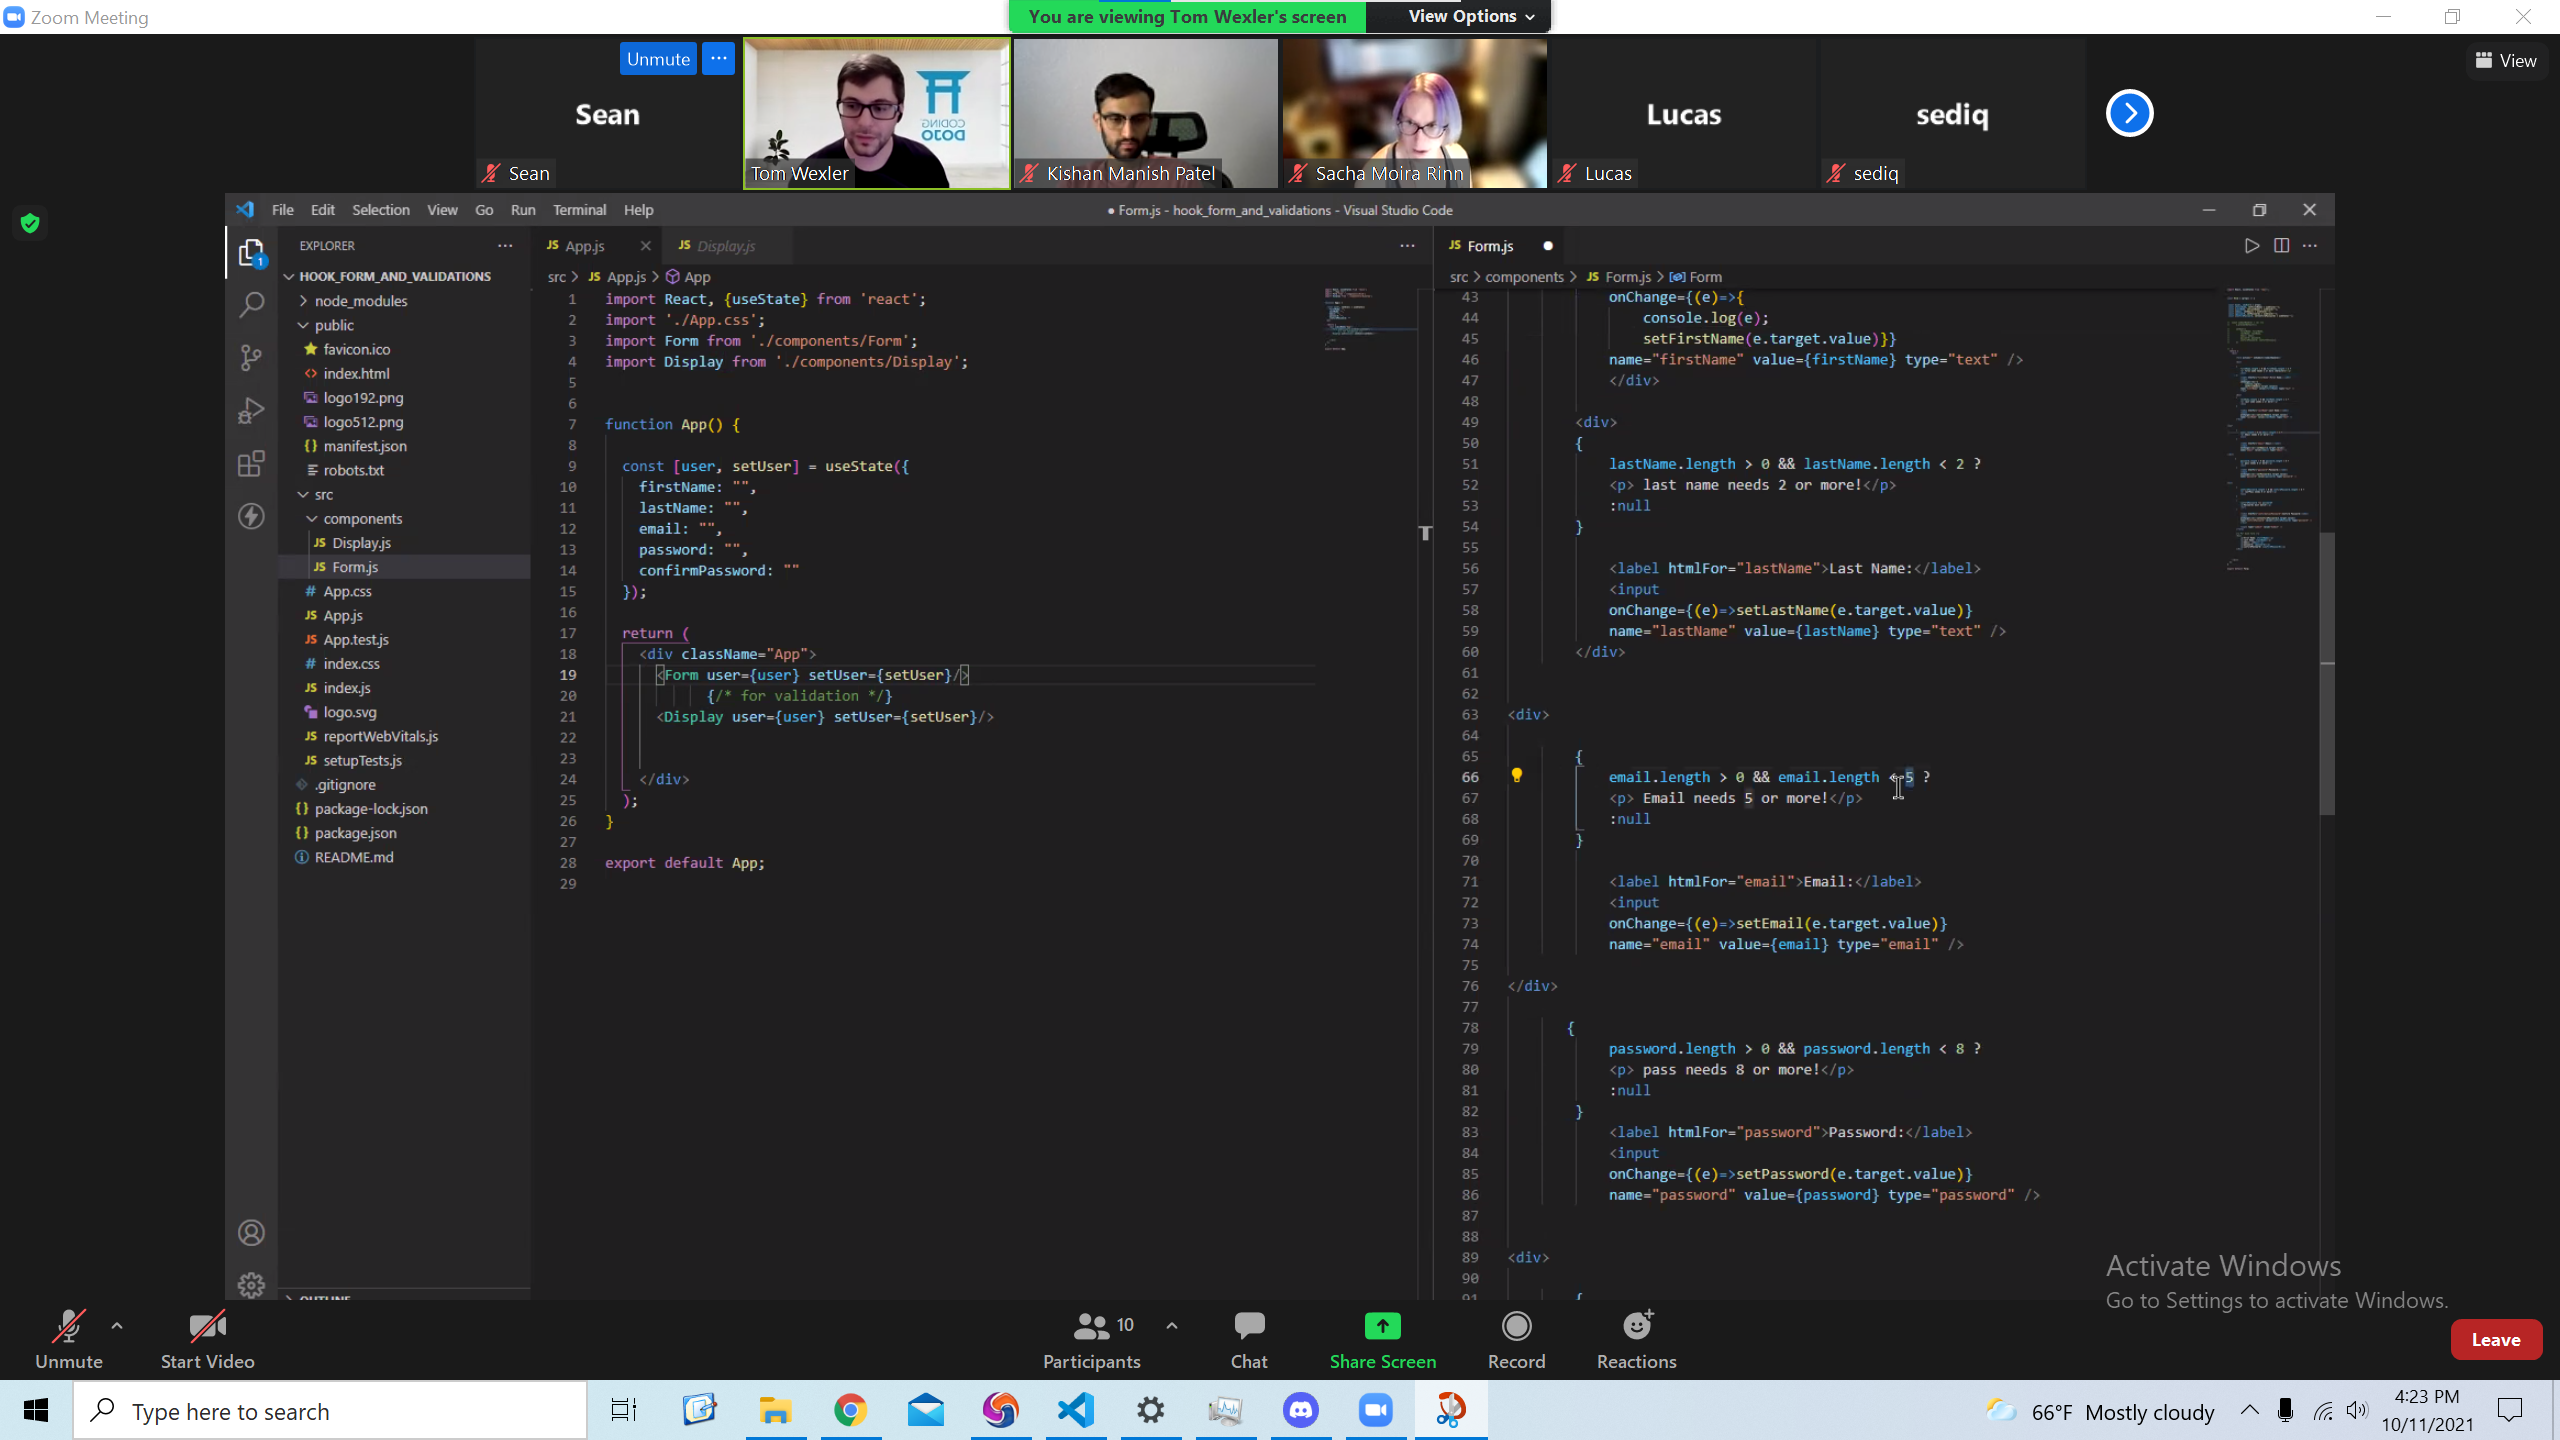 Zoom Meeting
You are viewing Tom Wexler's screen
View Options
View
Unmute
Sean
Sean
CODING
DOJO
Tom Wexler
Kishan Manish Patel
Sacha Moira Rinn
Lucas
Lucas
sediq
sediq
File Edit Selection View Go Run Terminal Help
● Form.js - hook_form_and_validations - Visual Studio Code
EXPLORER
HOOK_FORM_AND_VALIDATIONS
node_modules
public
favicon.ico
index.html
logo192.png
logo512.png
manifest.json
robots.txt
src
components
Display.js
Form.js
App.css
App.js
App.test.js
index.css
index.js
logo.svg
reportWebVitals.js
setupTests.js
.gitignore
package-lock.json
package.json
README.md
JS App.js
JS Display.js
src > JS App.js > App
1 import React, {useState} from 'react';
2 import './App.css';
3 import Form from './components/Form';
4 import Display from './components/Display';
5
6
7 function App() {
8
9 const [user, setUser] = useState({
10 firstName: "",
11 lastName: "",
12 email: "",
13 password: "",
14 confirmPassword: ""
15 });
16
17 return (
18 <div className="App">
19 <Form user={user} setUser={setUser}/>
20 {/* for validation */}
21 <Display user={user} setUser={setUser}/>
22
23
24 </div>
25 );
26 }
27
28 export default App;
29
JS Form.js
src > components > JS Form.js > Form
43 onChange={(e)=>{
44 console.log(e);
45 setFirstName(e.target.value)}}
46 name="firstName" value={firstName} type="text" />
47 </div>
48
49 <div>
50 {
51 lastName.length > 0 && lastName.length < 2 ?
52 <p> last name needs 2 or more!</p>
53 :null
54 }
55
56 <label htmlFor="lastName">Last Name:</label>
57 <input
58 onChange={(e)=>setLastName(e.target.value)}
59 name="lastName" value={lastName} type="text" />
60 </div>
61
62
63 <div>
64
65 {
66 email.length > 0 && email.length < 5 ?
67 <p> Email needs 5 or more!</p>
68 :null
69 }
70
71 <label htmlFor="email">Email:</label>
72 <input
73 onChange={(e)=>setEmail(e.target.value)}
74 name="email" value={email} type="email" />
75
76 </div>
77
78 {
79 password.length > 0 && password.length < 8 ?
80 <p> pass needs 8 or more!</p>
81 :null
82 }
83 <label htmlFor="password">Password:</label>
84 <input
85 onChange={(e)=>setPassword(e.target.value)}
86 name="password" value={password} type="password" />
87
88
89 <div>
90
91 {
OUTLINE
Activate Windows
Go to Settings to activate Windows.
Unmute
Start Video
10
Participants
Chat
Share Screen
Record
Reactions
Leave
Type here to search
66°F Mostly cloudy
4:23 PM
10/11/2021